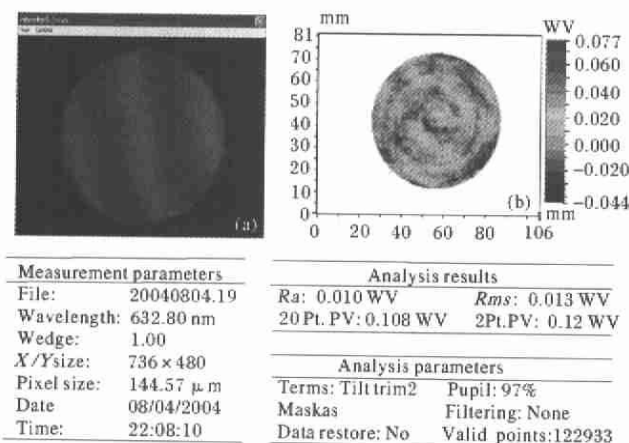 (a)
mm
81
70
60
50
40
30
20
10
0
0 20 40 60 80 106
mm
(b)
WV
0.077
0.060
0.040
0.020
0.000
−0.020
−0.044
Measurement parameters
File: 20040804.19
Wavelength: 632.80 nm
Wedge: 1.00
X/Ysize: 736×480
Pixel size: 144.57 μm
Date 08/04/2004
Time: 22:08:10
Analysis results
Ra: 0.010 WV Rms: 0.013 WV
20 Pt. PV: 0.108 WV 2Pt.PV: 0.12 WV
Analysis parameters
Terms: Tilt trim2 Pupil: 97%
Maskas Filtering: None
Data restore: No Valid points:122933